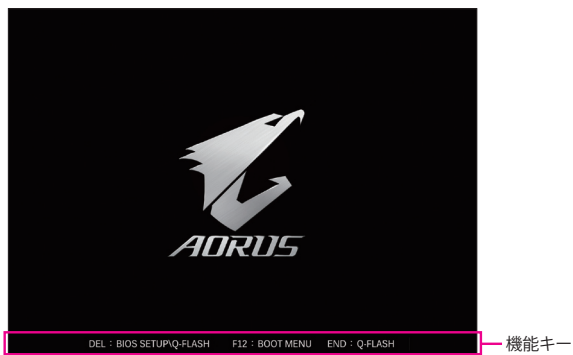 AORUS
DEL : BIOS SETUP\Q-FLASH F12 : BOOT MENU END : Q-FLASH
機能キー